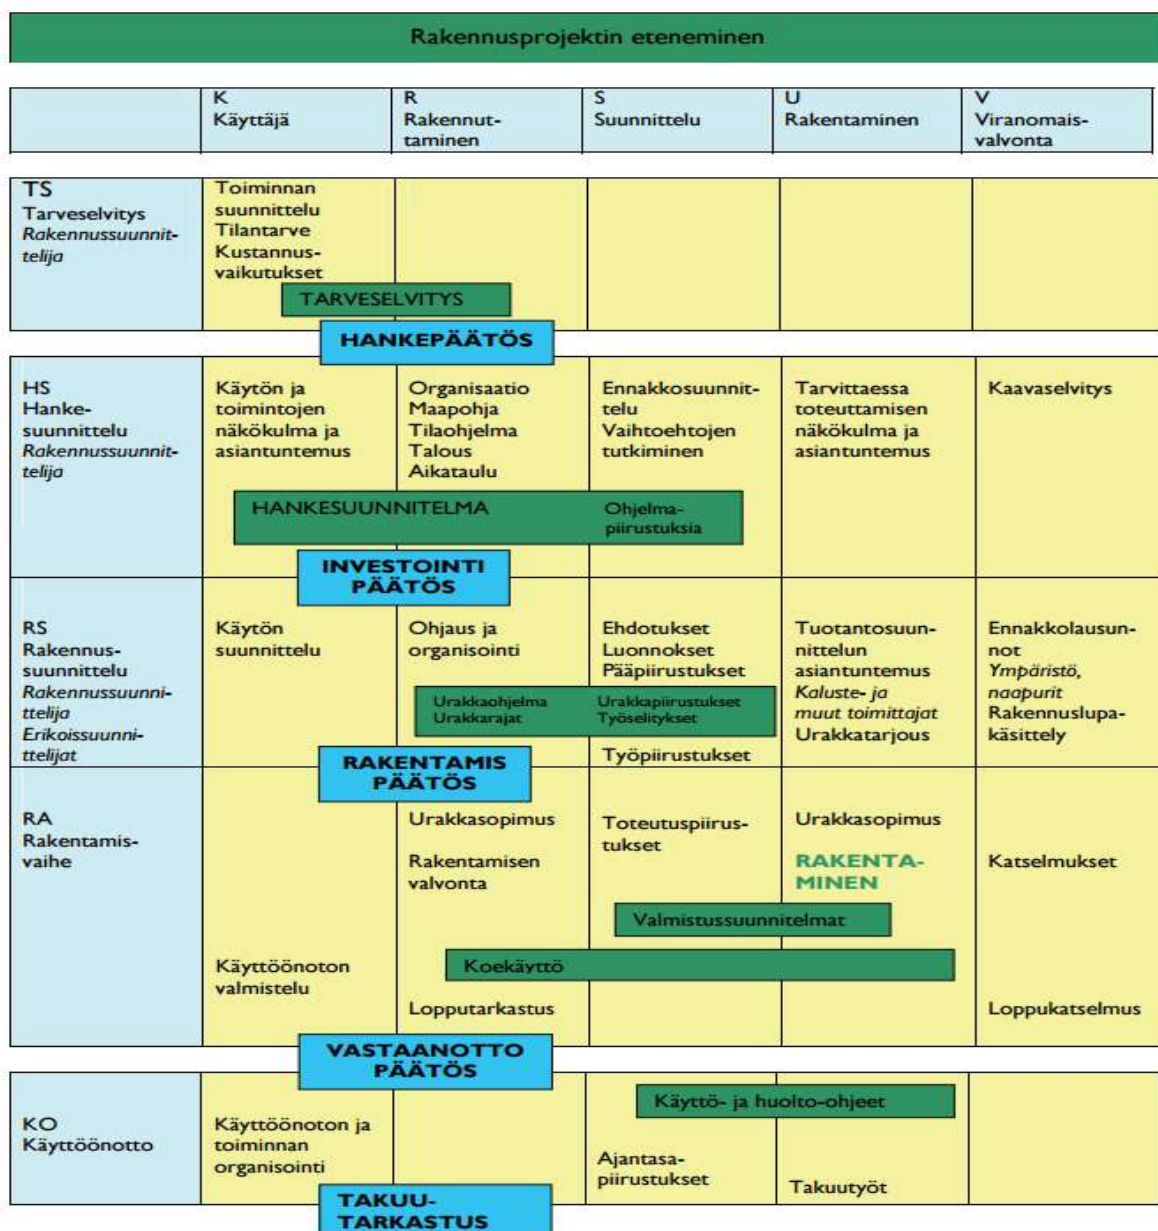 Rakennusprojektin eteneminen
K
Käyttäjä
R
Rakennut-
taminen
S
Suunnittelu
U
Rakentaminen
V
Viranomais-
valvonta
TS
Tarveselvitys
Rakennussuunnit-
telija
Toiminnan
suunnittelu
Tilantarve
Kustannus-
vaikutukset
TARVESELVITYS
HANKEPÄÄTÖS
HS
Hanke-
suunnittelu
Rakennussuunnit-
telija
Käytön ja
toimintojen
näkökulma ja
asiantuntemus
Organisaatio
Maapohja
Tilaohjelma
Talous
Aikataulu
Ennakkosuunnit-
telu
Vaihtoehtojen
tutkiminen
Tarvittaessa
toteuttamisen
näkökulma ja
asiantuntemus
Kaavaselvitys
HANKESUUNNITELMA
Ohjelma-
piirustuksia
INVESTOINTI
PÄÄTÖS
RS
Rakennus-
suunnittelu
Rakennussuunni-
ttelija
Erikoissuunni-
ttelijat
Käytön
suunnittelu
Ohjaus ja
organisointi
Ehdotukset
Luonnokset
Pääpiirustukset
Tuotantosuun-
nittelun
asiantuntemus
Kaluste- ja
muut toimittajat
Urakkatarjous
Ennakkolausun-
not
Ympäristö,
naapurit
Rakennuslupa-
käsittely
Urakkaohjelma
Urakkarajat
Urakkapiirustukset
Työselitykset
Työpiirustukset
RAKENTAMIS
PÄÄTÖS
RA
Rakentamis-
vaihe
Urakkasopimus
Rakentamisen
valvonta
Toteutuspiirus-
tukset
Urakkasopimus
RAKENTA-
MINEN
Katselmukset
Valmistussuunnitelmat
Koekäyttö
Käyttöönoton
valmistelu
Lopputarkastus
Loppukatselmus
VASTAANOTTO
PÄÄTÖS
KO
Käyttöönotto
Käyttöönoton ja
toiminnan
organisointi
Käyttö- ja huolto-ohjeet
Ajantasa-
piirustukset
Takuutyöt
TAKUU-
TARKASTUS